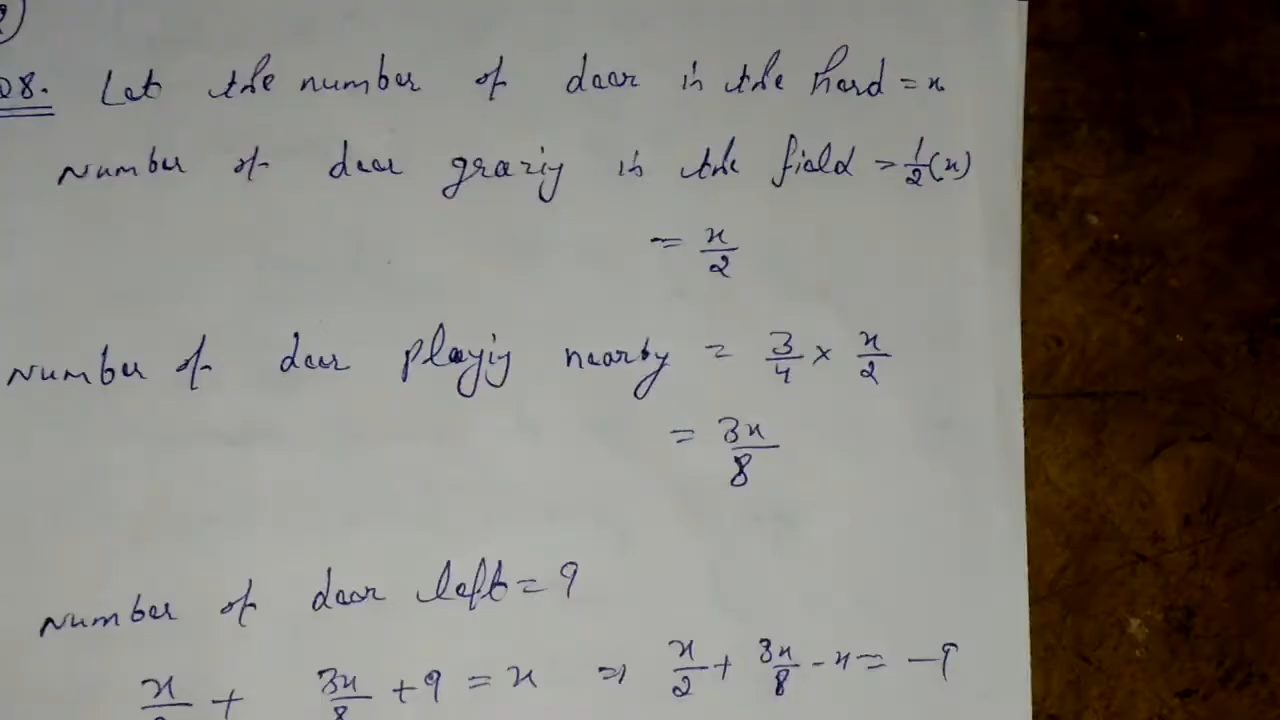 Q8. Let the number of deer in the herd = x
Number of deer grazing in the field = 1/2 (x)
= x/2
Number of deer playing nearby = 3/4 × x/2
= 3x/8
Number of deer left = 9
x/2 + 3x/8 + 9 = x ⇒ x/2 + 3x/8 - x = -9